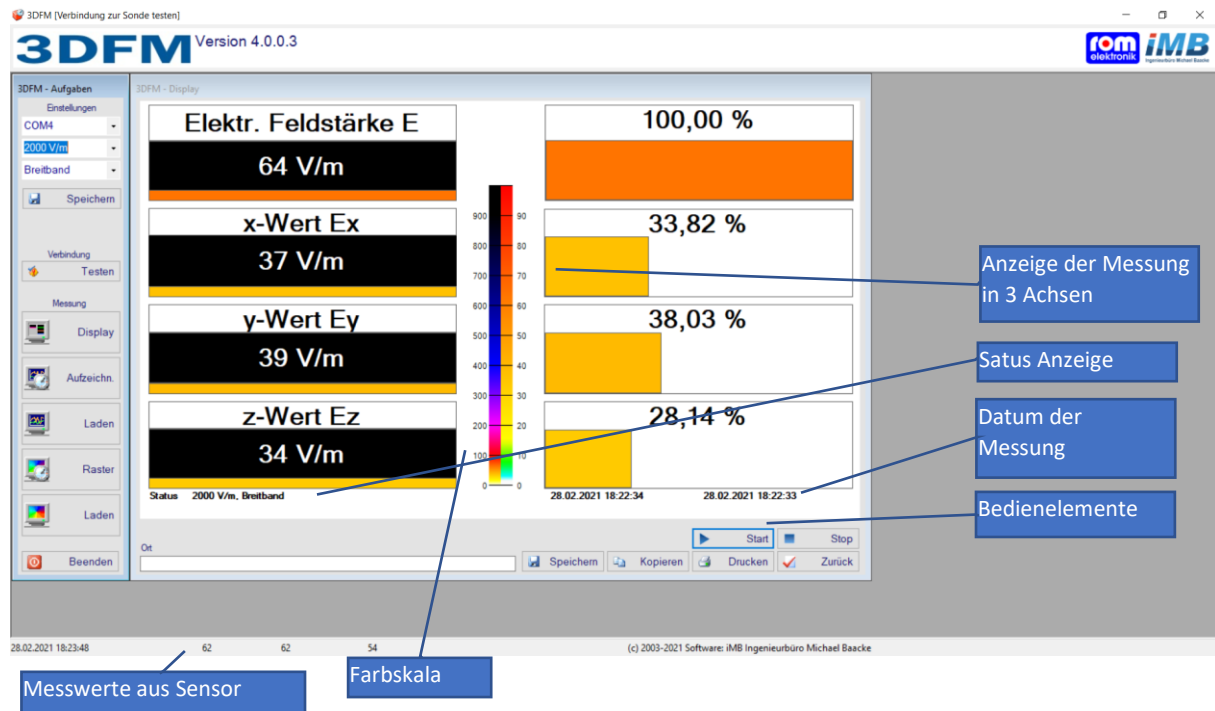 3DFM [Verbindung zur Sonde testen]
3DFM Version 4.0.0.3
rom elektronik
iMB
Ingenieurbüro Michael Baacke
3DFM - Aufgaben
Einstellungen
COM4
2000 V/m
Breitband
Speichern
Verbindung
Testen
Messung
Display
Aufzeichn.
Laden
Raster
Laden
Beenden
3DFM - Display
Elektr. Feldstärke E
64 V/m
x-Wert Ex
37 V/m
y-Wert Ey
39 V/m
z-Wert Ez
34 V/m
Status 2000 V/m, Breitband
900 90
800 80
700 70
600 60
500 50
400 40
300 30
200 20
100 10
0 0
100,00 %
33,82 %
38,03 %
28,14 %
28.02.2021 18:22:34 28.02.2021 18:22:33
Start Stop
Ort
Speichern Kopieren Drucken Zurück
Anzeige der Messung
in 3 Achsen
Satus Anzeige
Datum der
Messung
Bedienelemente
28.02.2021 18:23:48 62 62 54 (c) 2003-2021 Software: iMB Ingenieurbüro Michael Baacke
Messwerte aus Sensor
Farbskala